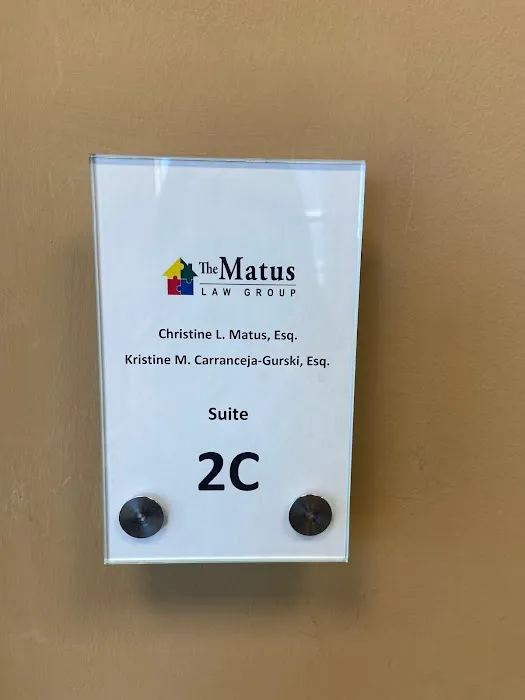 The Matus
LAW GROUP
Christine L. Matus, Esq.
Kristine M. Carranceja-Gurski, Esq.
Suite
2C